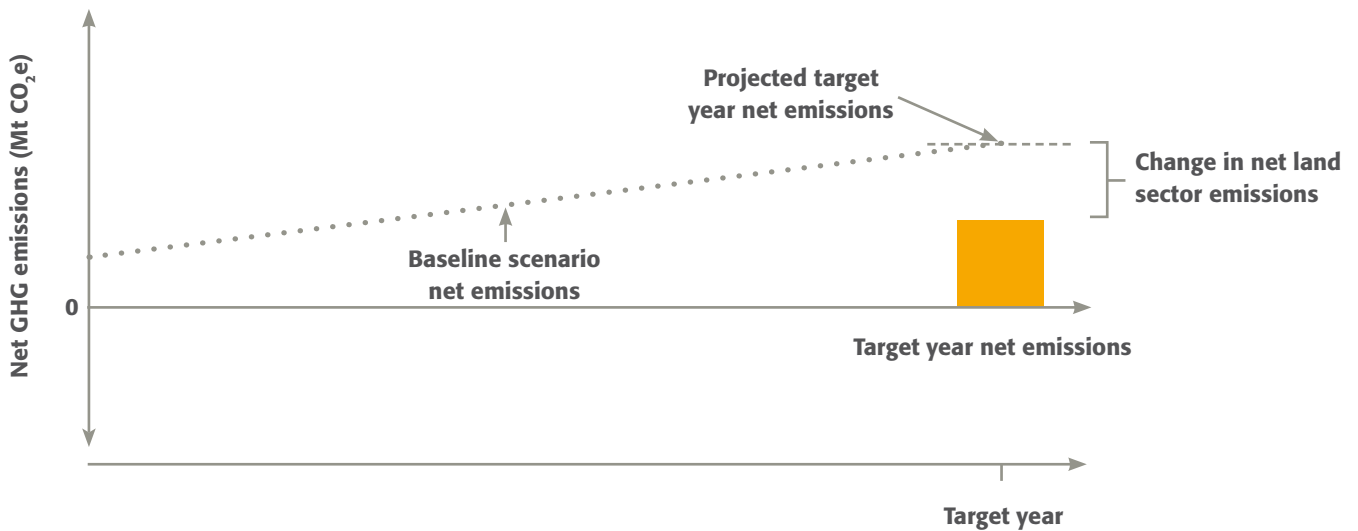 Net GHG emissions (Mt CO₂e)
Projected target
year net emissions
Change in net land
sector emissions
Baseline scenario
net emissions
0
Target year net emissions
Target year